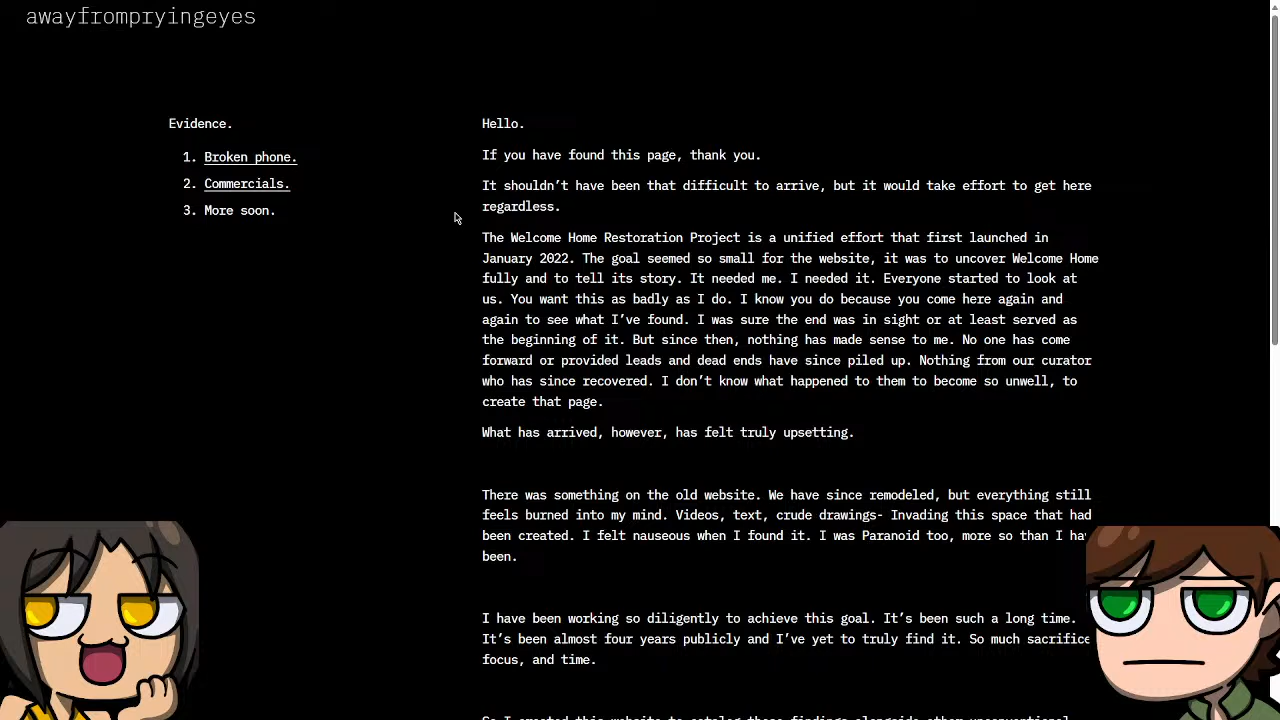 awayfrompryingeyes
Evidence.
1. Broken phone.
2. Commercials.
3. More soon.
Hello.
If you have found this page, thank you.
It shouldn't have been that difficult to arrive, but it would take effort to get here
regardless.
The Welcome Home Restoration Project is a unified effort that first launched in
January 2022. The goal seemed so small for the website, it was to uncover Welcome Home
fully and to tell its story. It needed me. I needed it. Everyone started to look at
us. You want this as badly as I do. I know you do because you come here again and
again to see what I've found. I was sure the end was in sight or at least served as
the beginning of it. But since then, nothing has made sense to me. No one has come
forward or provided leads and dead ends have since piled up. Nothing from our curator
who has since recovered. I don't know what happened to them to become so unwell, to
create that page.
What has arrived, however, has felt truly upsetting.
There was something on the old website. We have since remodeled, but everything still
feels burned into my mind. Videos, text, crude drawings- Invading this space that had
been created. I felt nauseous when I found it. I was Paranoid too, more so than I
been.
I have been working so diligently to achieve this goal. It's been such a long time.
It's been almost four years publicly and I've yet to truly find it. So much sacrifice
focus, and time.
So I created this website to catalog these findings alongside other unconventional